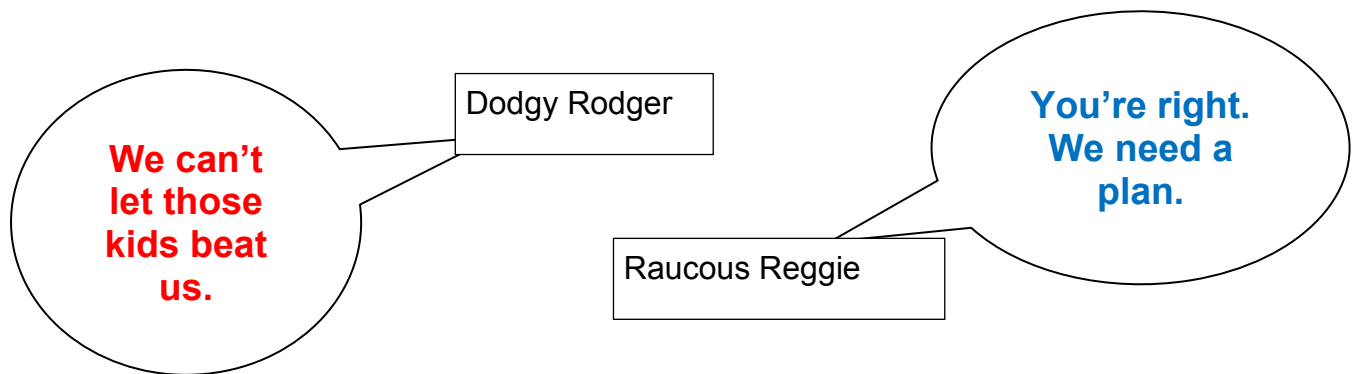 We can’t
let those
kids beat
us.
Dodgy Rodger
You’re right.
We need a
plan.
Raucous Reggie